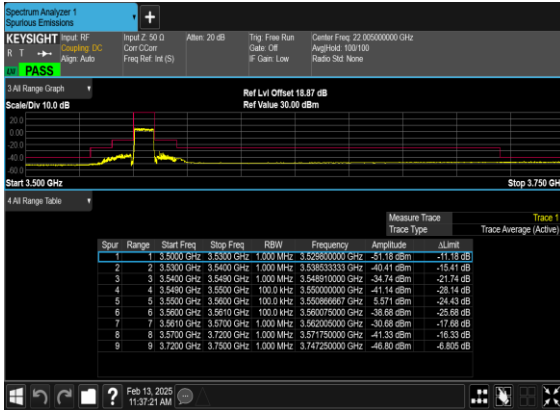 Spectrum Analyzer 1
Spurious Emissions
+
KEYSIGHT Input: RF Input Z: 50 Ω Atten: 20 dB Trig: Free Run Center Freq: 22.005000000 GHz
R T Coupling: DC Corr CCorr Gate: Off Avg|Hold: 100/100
Align: Auto Freq Ref: Int (S) IF Gain: Low Radio Std: None
PASS
3 All Range Graph
Ref Lvl Offset 18.87 dB
Scale/Div 10.0 dB Ref Value 30.00 dBm
20.0
0.00
-20.0
-40.0
-60.0
Start 3.500 GHz Stop 3.750 GH
4 All Range Table
Measure Trace Trace 1
Trace Type Trace Average (Active)
Spur Range Start Freq Stop Freq RBW Frequency Amplitude ΔLimit
1 1 3.5000 GHz 3.5300 GHz 1.000 MHz 3.529800000 GHz -51.18 dBm -11.18 dB
2 2 3.5300 GHz 3.5400 GHz 1.000 MHz 3.538533333 GHz -40.41 dBm -15.41 dB
3 3 3.5400 GHz 3.5490 GHz 1.000 MHz 3.548910000 GHz -34.74 dBm -21.74 dB
4 4 3.5490 GHz 3.5500 GHz 100.0 kHz 3.550000000 GHz -41.14 dBm -28.14 dB
5 5 3.5500 GHz 3.5600 GHz 100.0 kHz 3.550866667 GHz 5.571 dBm -24.43 dB
6 6 3.5600 GHz 3.5610 GHz 100.0 kHz 3.560075000 GHz -38.68 dBm -25.68 dB
7 7 3.5610 GHz 3.5700 GHz 1.000 MHz 3.562005000 GHz -30.68 dBm -17.68 dB
8 8 3.5700 GHz 3.7200 GHz 1.000 MHz 3.571750000 GHz -41.33 dBm -16.33 dB
9 9 3.7200 GHz 3.7500 GHz 1.000 MHz 3.747250000 GHz -46.80 dBm -6.805 dB
? Feb 13, 2025
11:37:21 AM